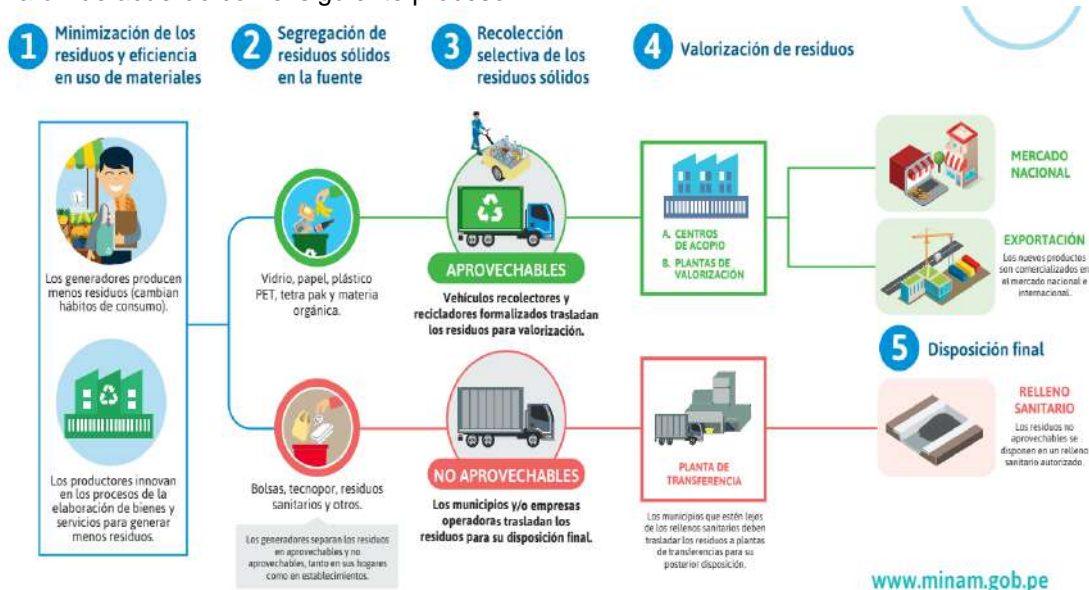 1
Minimización de los
residuos y eficiencia
en uso de materiales
2
Segregación de
residuos sólidos
en la fuente
3
Recolección
selectiva de los
residuos sólidos
4
Valorización de residuos
Los generadores producen
menos residuos (cambian
hábitos de consumo).
Los productores innovan
en los procesos de la
elaboración de bienes y
servicios para generar
menos residuos.
Vidrio, papel, plástico
PET, tetra pak y materia
orgánica.
Bolsas, tecnopor, residuos
sanitarios y otros.
Los generadores separan los residuos
en aprovechables y no
aprovechables, tanto en sus hogares
como en establecimientos.
APROVECHABLES
Vehículos recolectores y
recicladores formalizados trasladan
los residuos para valorización.
NO APROVECHABLES
Los municipios y/o empresas
operadoras trasladan los
residuos para su disposición final.
A. CENTROS
DE ACOPIO
B. PLANTAS DE
VALORIZACIÓN
PLANTA DE
TRANSFERENCIA
Los municipios que estén lejos
de los rellenos sanitarios deben
trasladar los residuos a plantas
de transferencias para su
posterior disposición.
MERCADO
NACIONAL
EXPORTACIÓN
Los nuevos productos
son comercializados en
el mercado nacional e
internacional.
5
Disposición final
RELLENO
SANITARIO
Los residuos no
aprovechables se
disponen en un relleno
sanitario autorizado.
www.minam.gob.pe